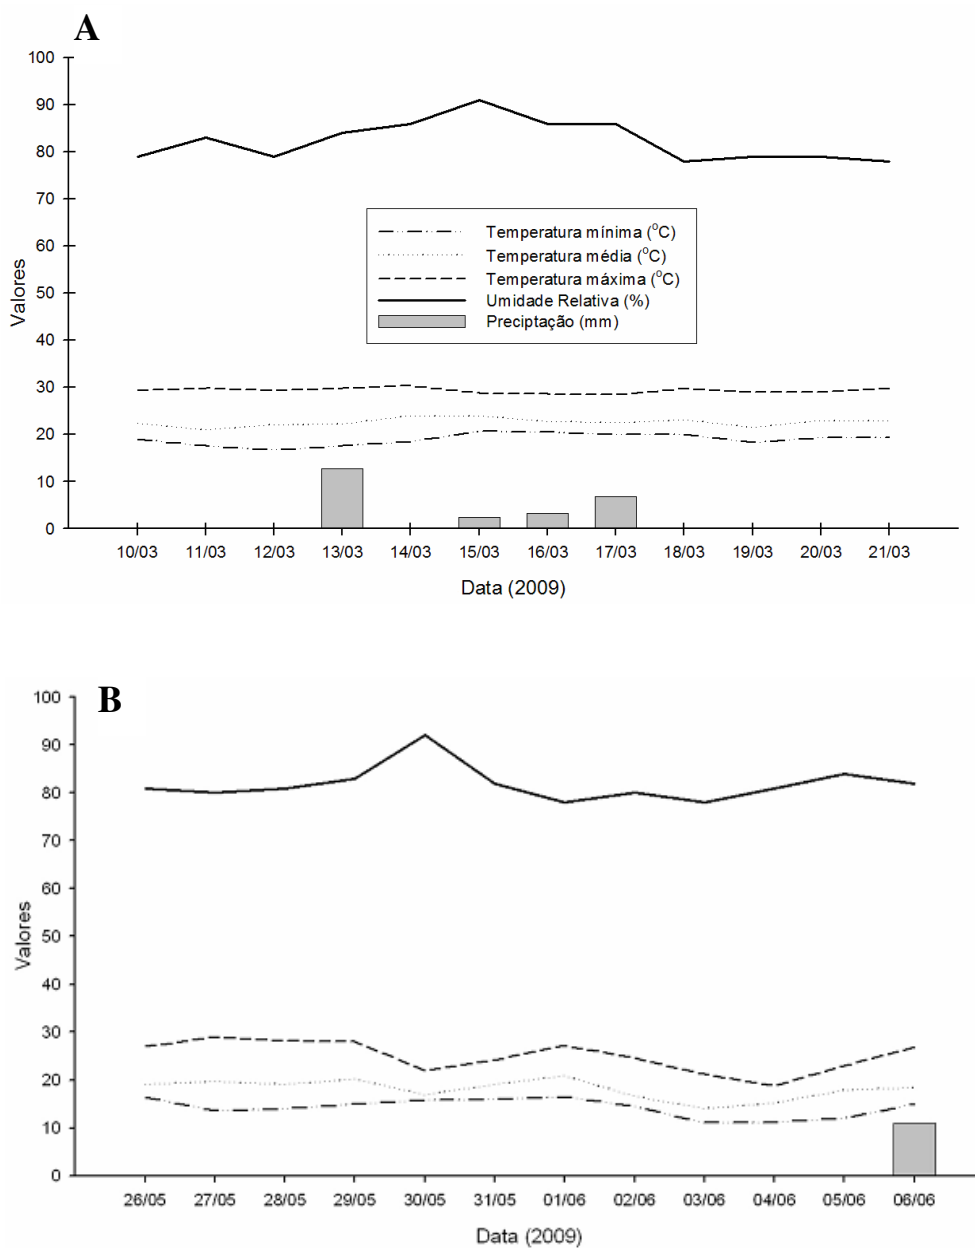 A
100
90
80
70
60
50
40
30
20
10
0
Valores
Temperatura mínima (°C)
Temperatura média (°C)
Temperatura máxima (°C)
Umidade Relativa (%)
Preciptação (mm)
10/03 11/03 12/03 13/03 14/03 15/03 16/03 17/03 18/03 19/03 20/03 21/03
Data (2009)
B
100
90
80
70
60
50
40
30
20
10
0
Valores
26/05 27/05 28/05 29/05 30/05 31/05 01/06 02/06 03/06 04/06 05/06 06/06
Data (2009)